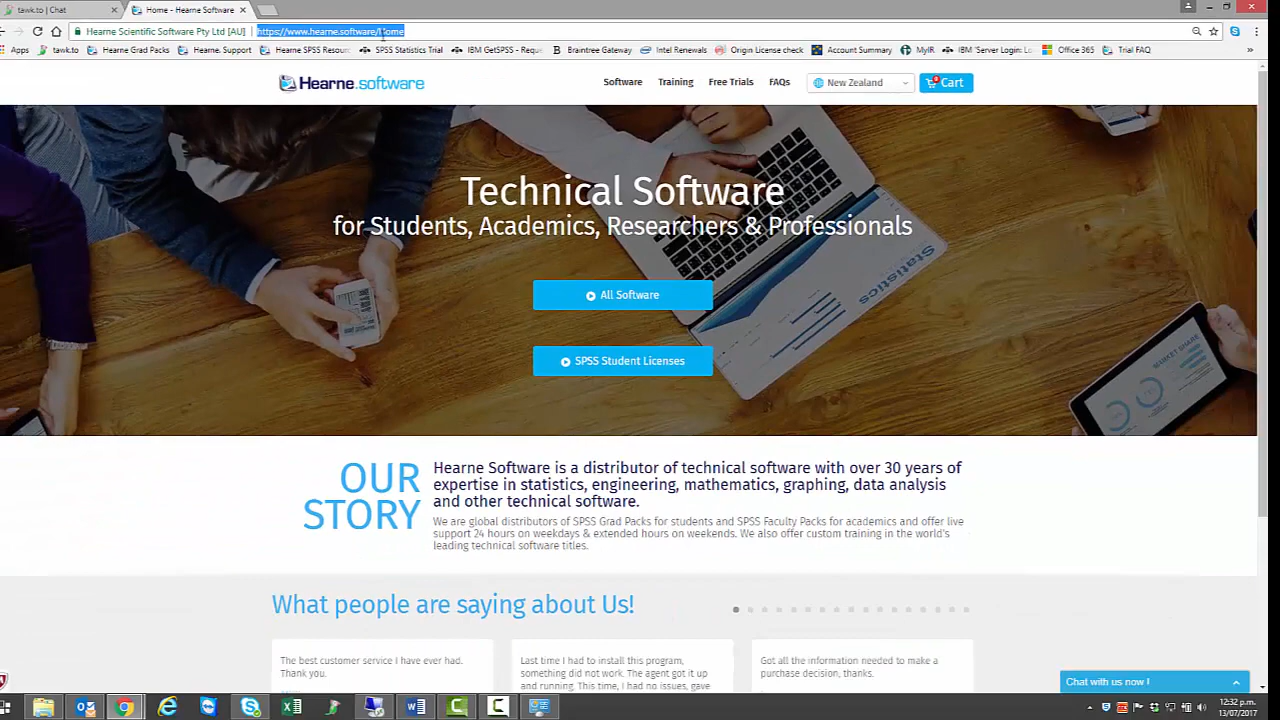 tawk.to | Chat
Home - Hearne Software
Hearne Scientific Software Pty Ltd [AU] | https://www.hearne.software/Home
Apps tawk.to Hearne Grad Packs Hearne. Support Hearne SPSS Resour SPSS Statistics Trial IBM GetSPSS - Reque Braintree Gateway Intel Renewals Origin License check Account Summary MyIR IBM 'Server Login: Lo Office 365 Trial FAQ »
Hearne.software
Software Training Free Trials FAQs New Zealand Cart
Technical Software
for Students, Academics, Researchers & Professionals
Statistics
MARKET SHARE
All Software
SPSS Student Licenses
OUR
STORY
Hearne Software is a distributor of technical software with over 30 years of
expertise in statistics, engineering, mathematics, graphing, data analysis
and other technical software.
We are global distributors of SPSS Grad Packs for students and SPSS Faculty Packs for academics and offer live
support 24 hours on weekdays & extended hours on weekends. We also offer custom training in the world's
leading technical software titles.
What people are saying about Us!
The best customer service I have ever had.
Thank you.
Last time I had to install this program,
something did not work. The agent got it up
and running. This time, I had no issues, gave
Got all the information needed to make a
purchase decision, thanks.
Chat with us now !
12:32 p.m.
13/07/2017